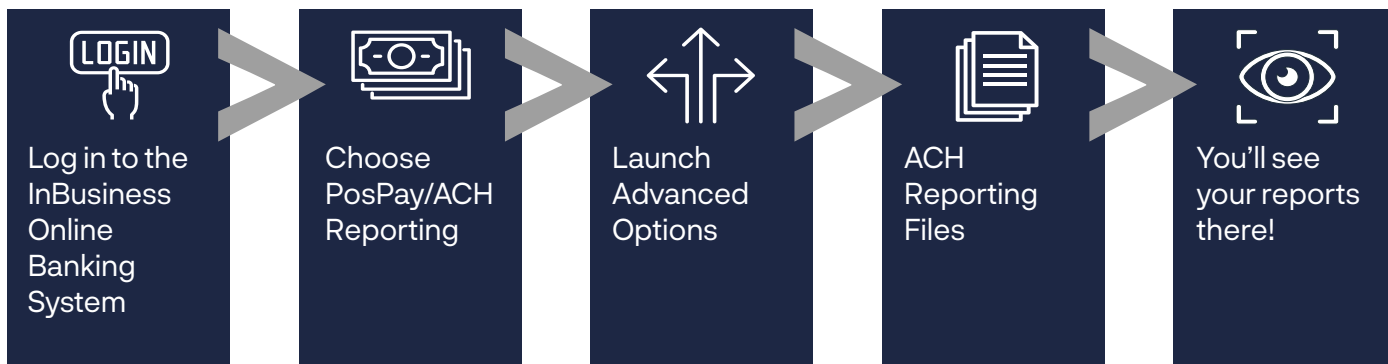 LOGIN
Log in to the
InBusiness
Online
Banking
System
Choose
PosPay/ACH
Reporting
Launch
Advanced
Options
ACH
Reporting
Files
You’ll see
your reports
there!